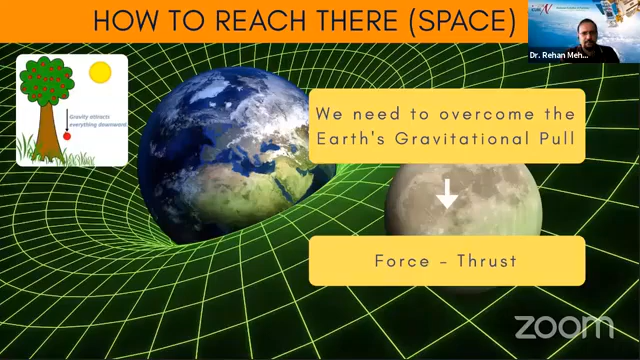 HOW TO REACH THERE (SPACE)
Dr. Rehan Meh...
Gravity attracts
everything downward
We need to overcome the
Earth's Gravitational Pull
Force - Thrust
zoom